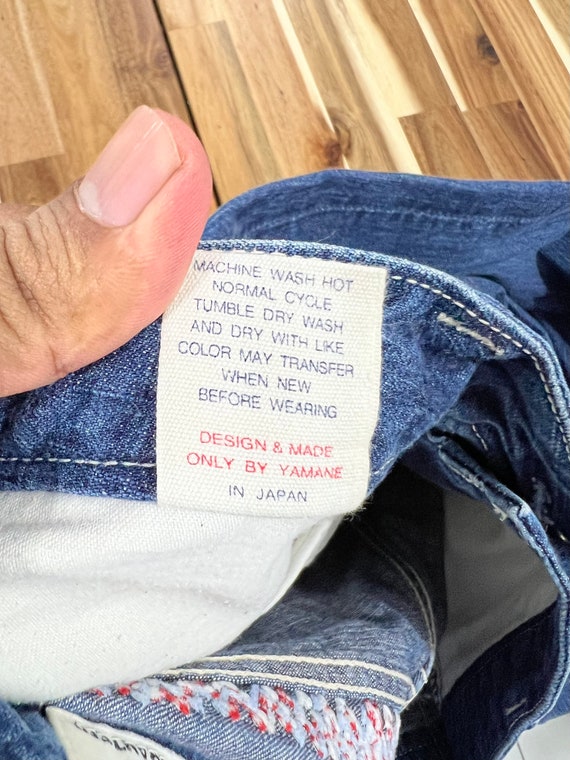 MACHINE WASH HOT
NORMAL CYCLE
TUMBLE DRY WASH
AND DRY WITH LIKE
COLOR MAY TRANSFER
WHEN NEW
BEFORE WEARING
DESIGN & MADE
ONLY BY YAMANE
IN JAPAN